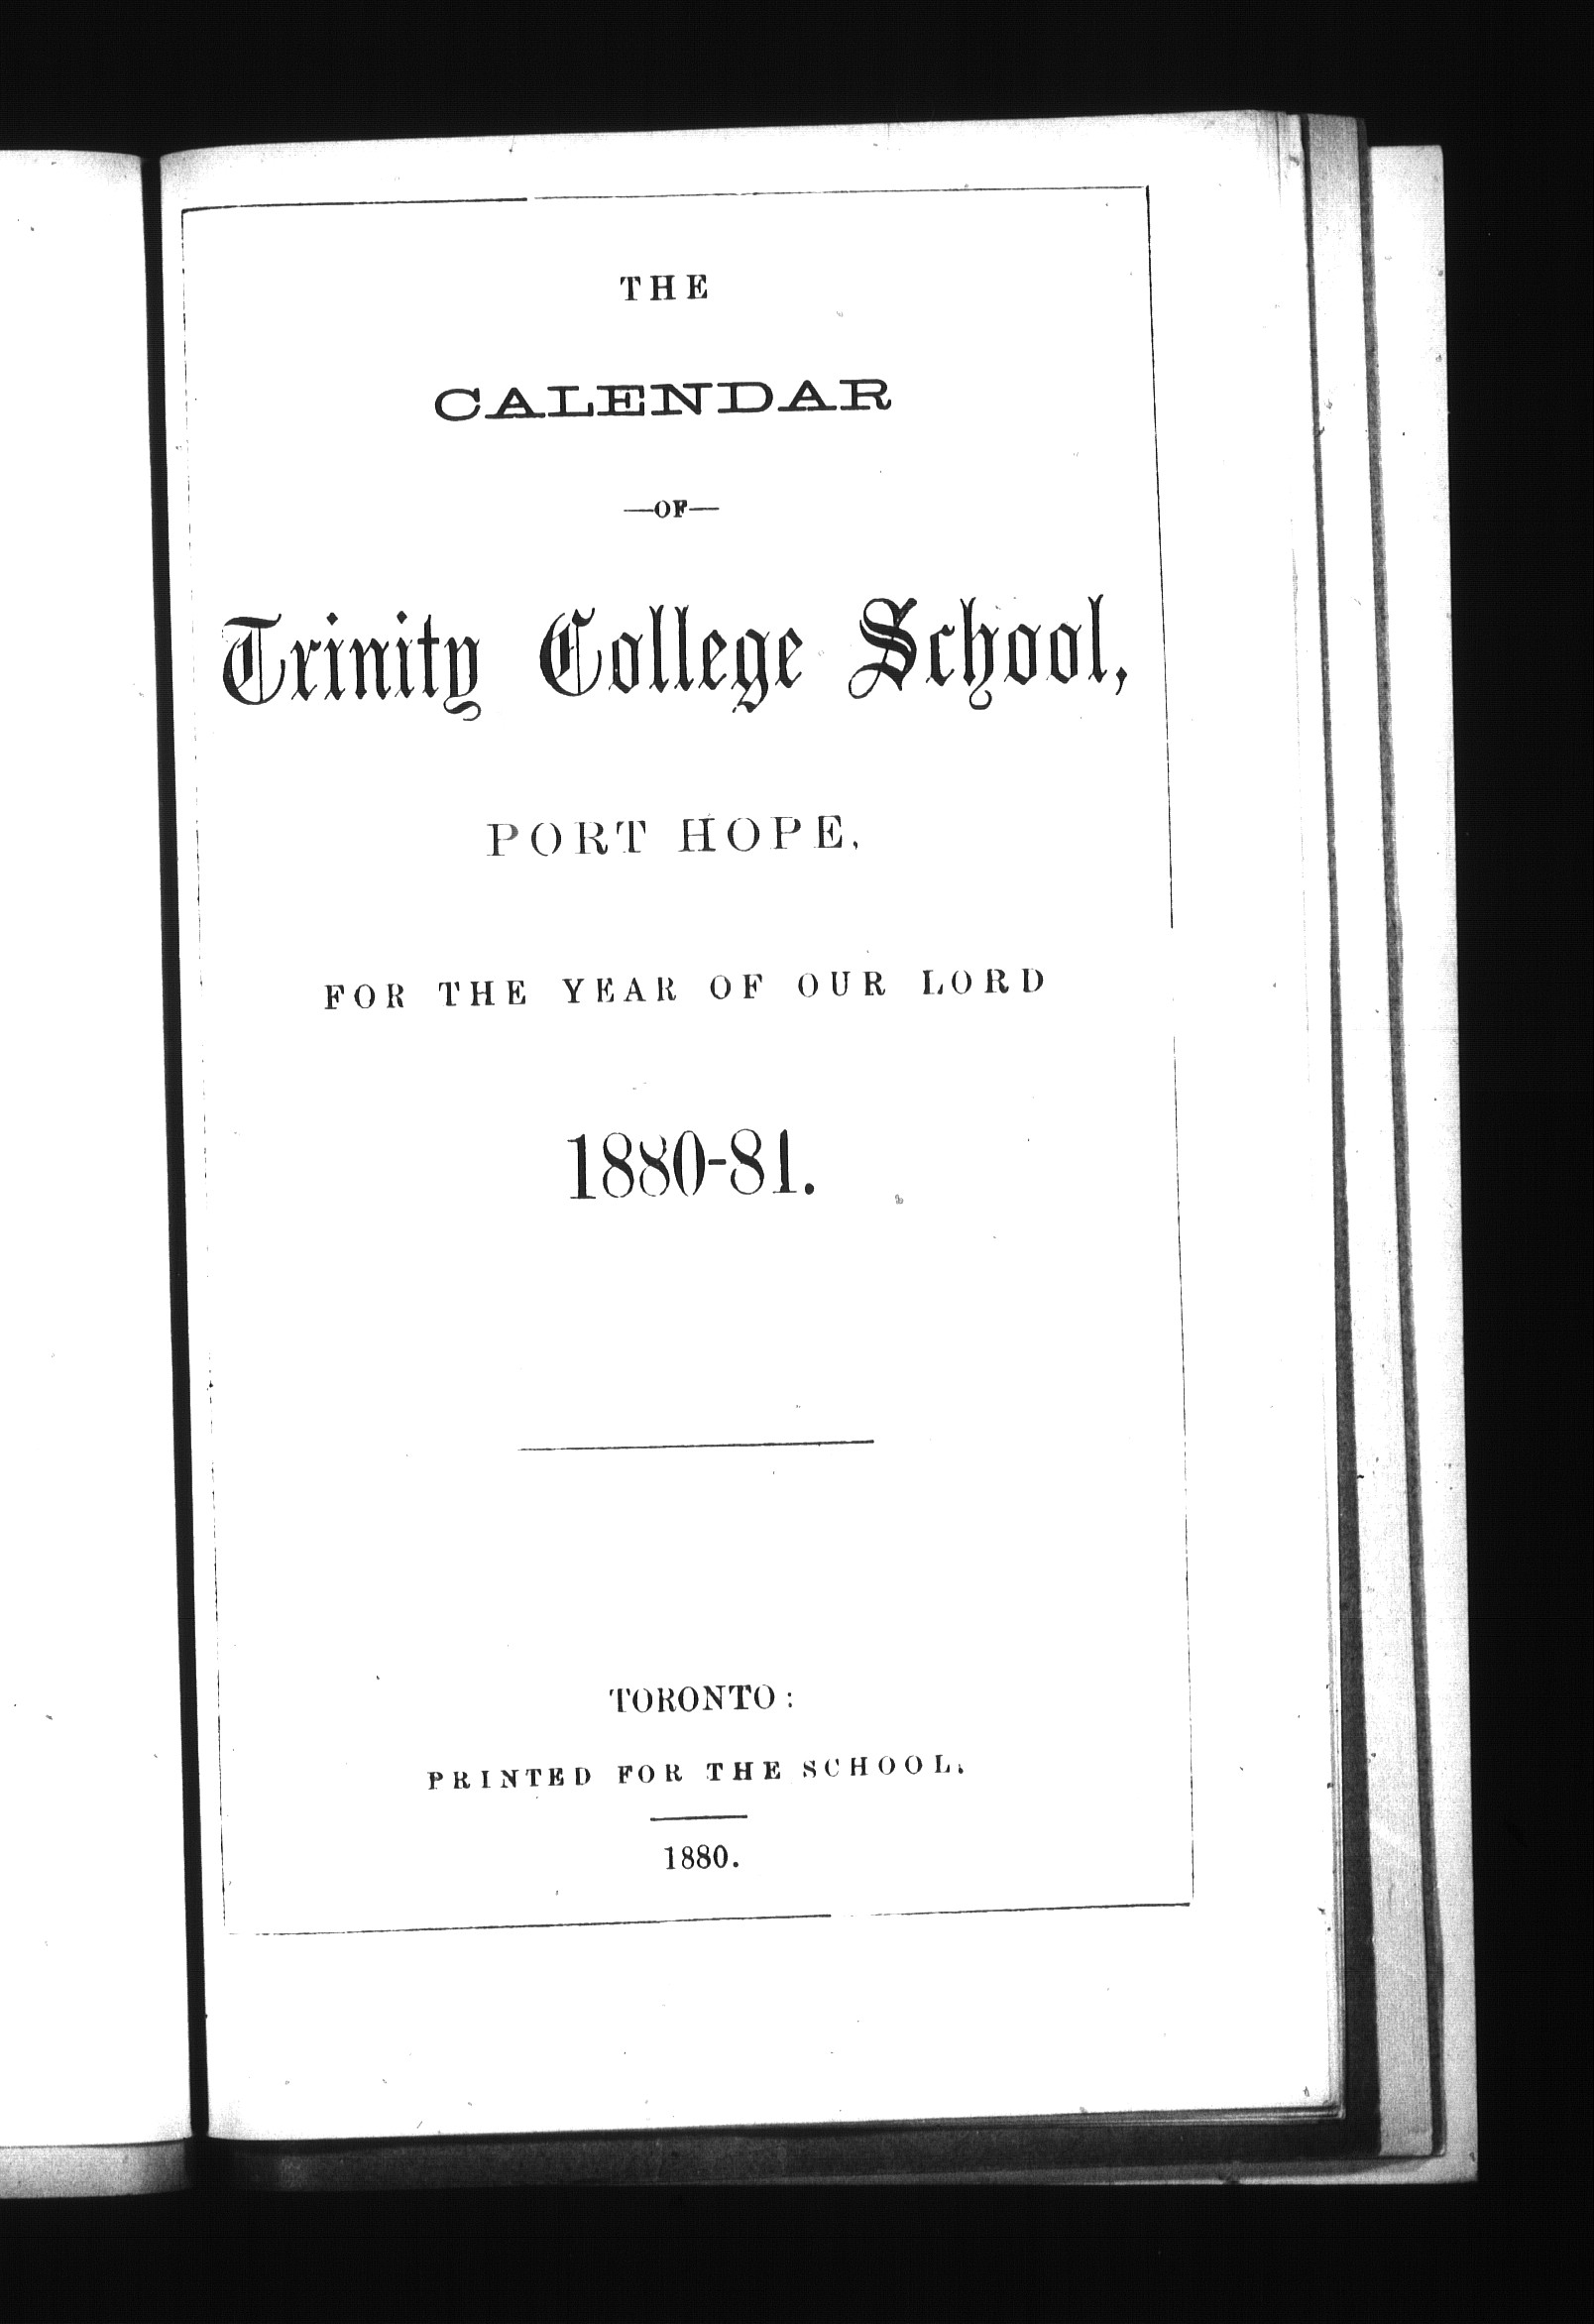 THE
CALENDAR
—OF—
Trinity College School,
PORT HOPE,
FOR THE YEAR OF OUR LORD
1880-81.
TORONTO:
PRINTED FOR THE SCHOOL.
1880.